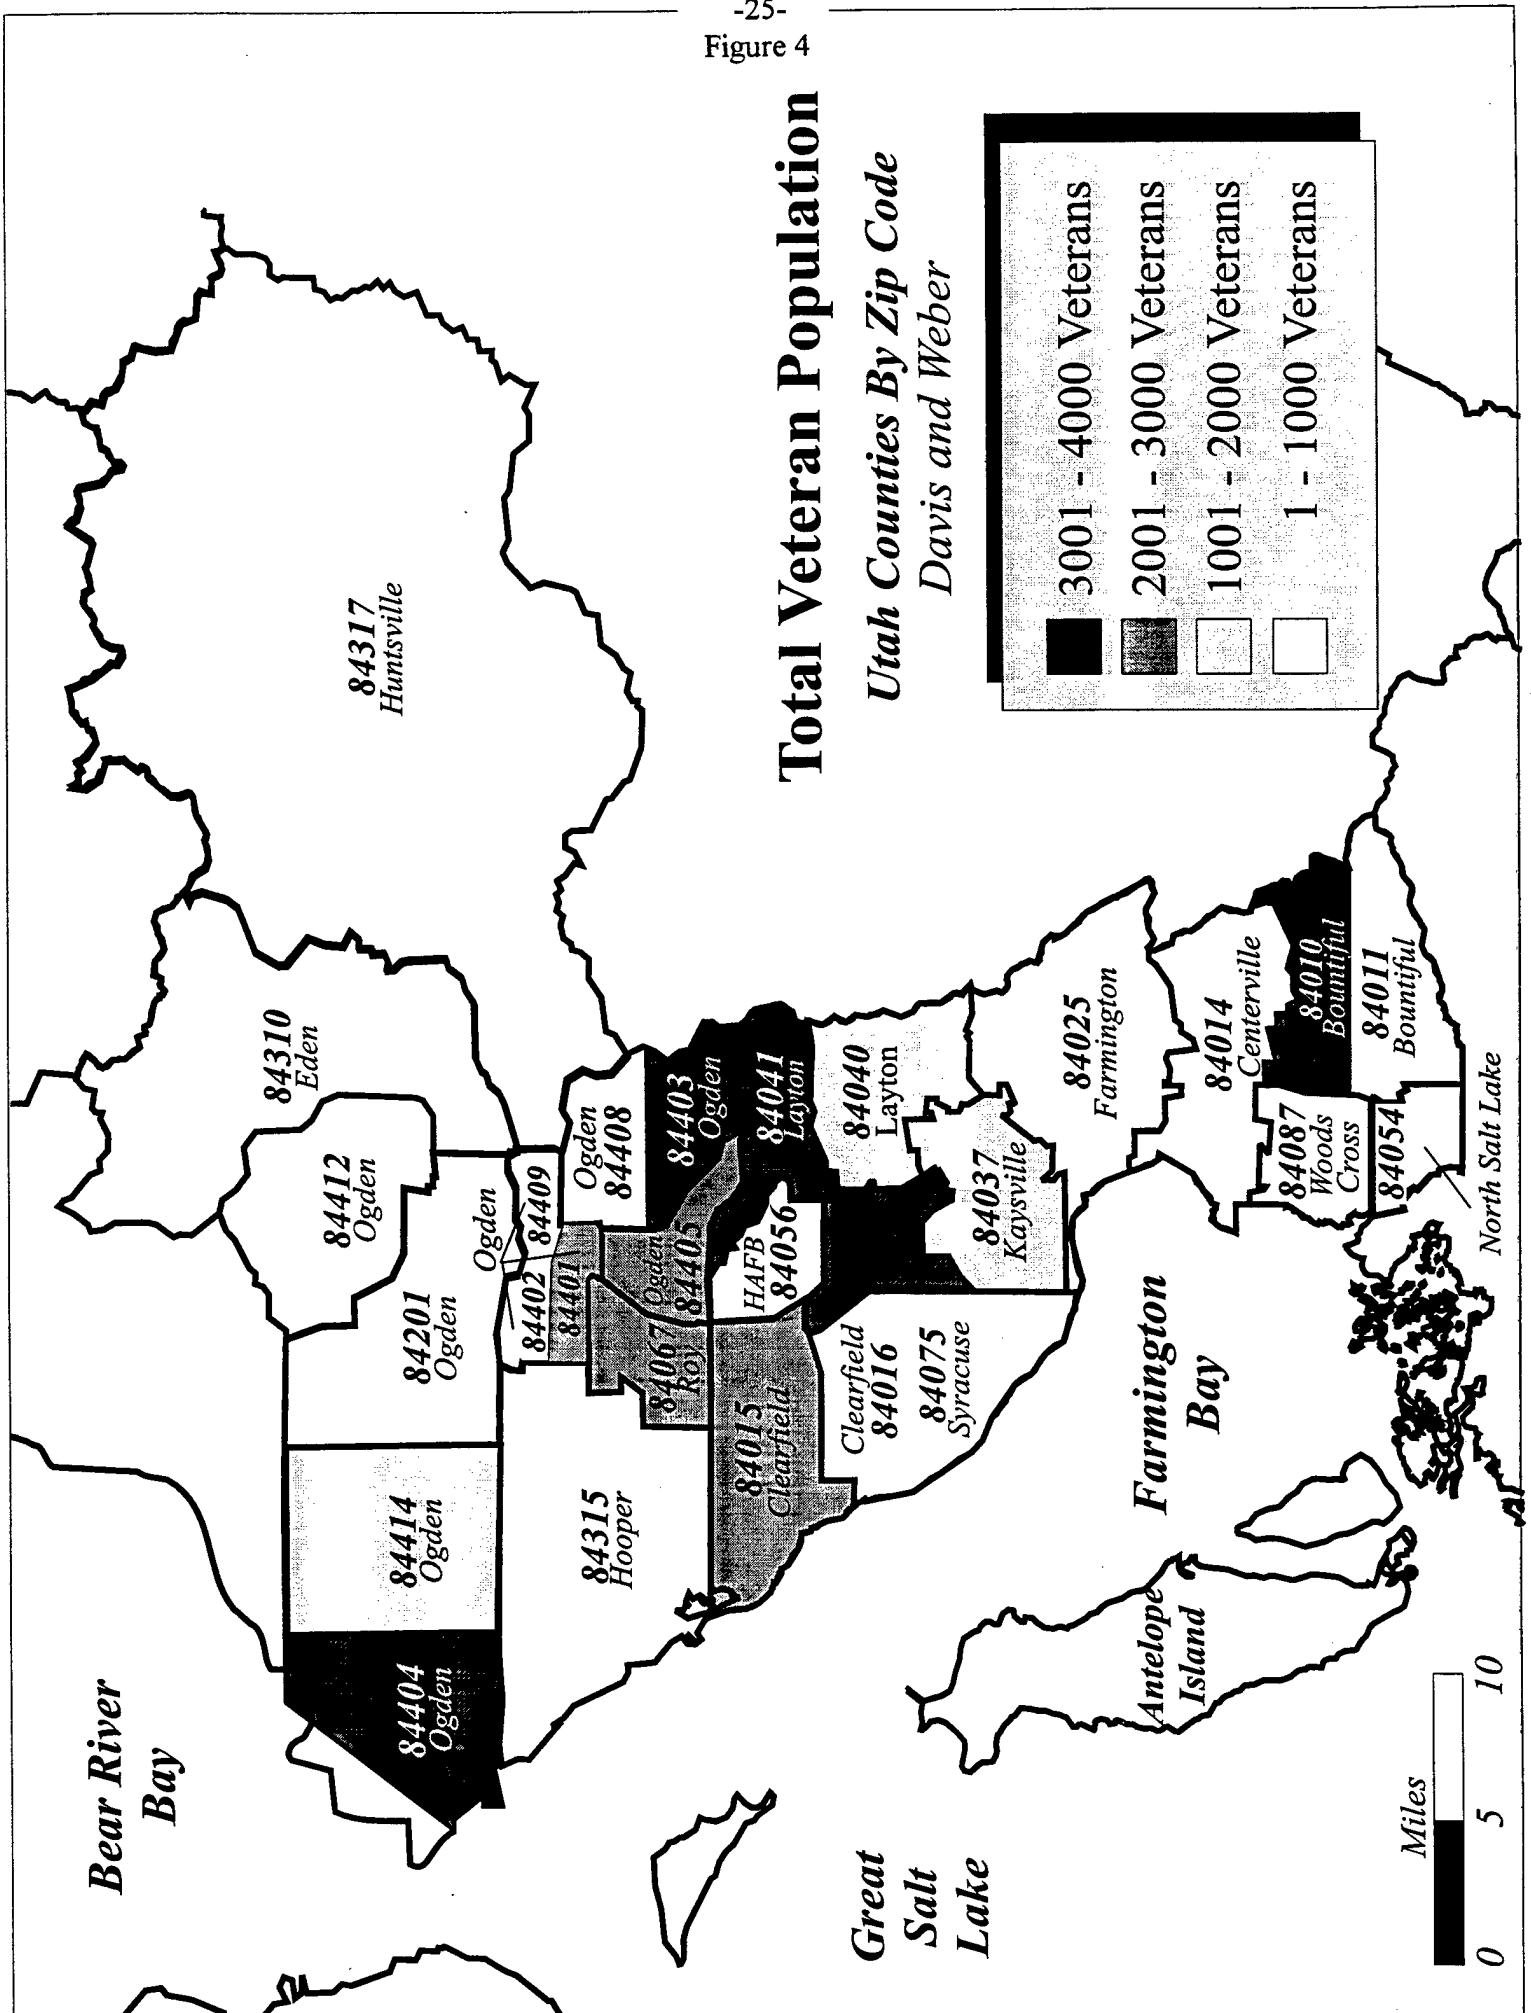 -25-
Figure 4
Total Veteran Population
Utah Counties By Zip Code
Davis and Weber
3001 - 4000 Veterans
2001 - 3000 Veterans
1001 - 2000 Veterans
1 - 1000 Veterans
Bear River
Bay
84317
Huntsville
84310
Eden
84412
Ogden
84201
Ogden
84414
Ogden
84404
Ogden
Ogden
84409
84402
84401
Ogden
84408
84403
Ogden
Ogden
84405
84067
Roy
84315
Hooper
84041
Layton
84040
Layton
HAFB
84056
84015
Clearfield
Clearfield
84016
84075
Syracuse
84037
Kaysville
84025
Farmington
84014
Centerville
84010
Bountiful
84011
Bountiful
84087
Woods
Cross
84054
North Salt Lake
Farmington
Bay
Antelope
Island
Great
Salt
Lake
Miles
0 5 10